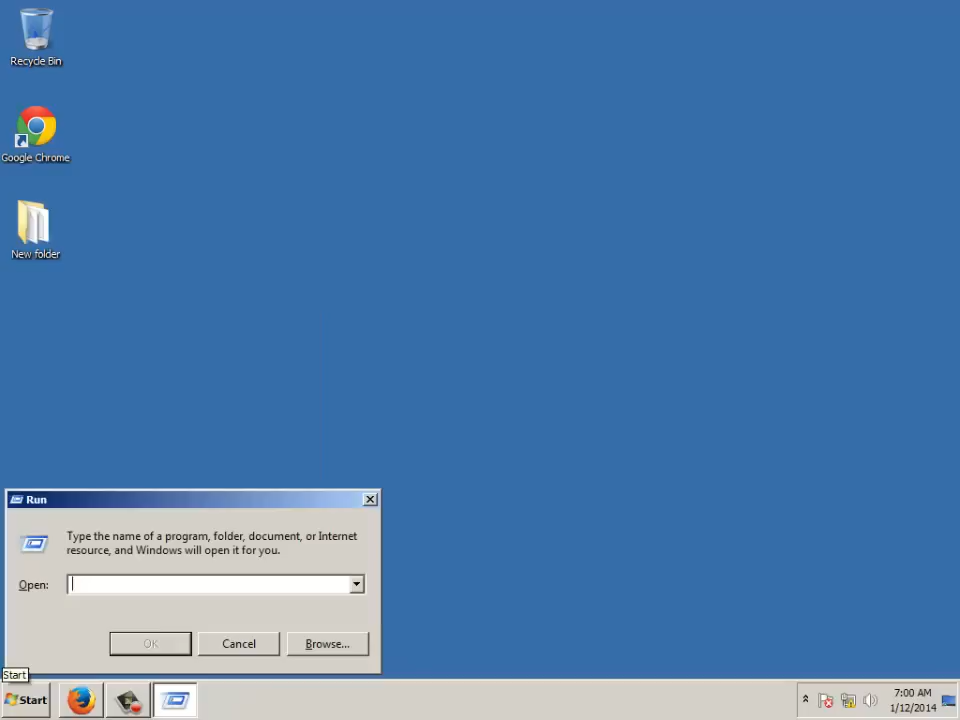 Recycle Bin
Google Chrome
New folder
Run
Type the name of a program, folder, document, or Internet
resource, and Windows will open it for you.
Open:
OK
Cancel
Browse...
Start
Start
7:00 AM
1/12/2014